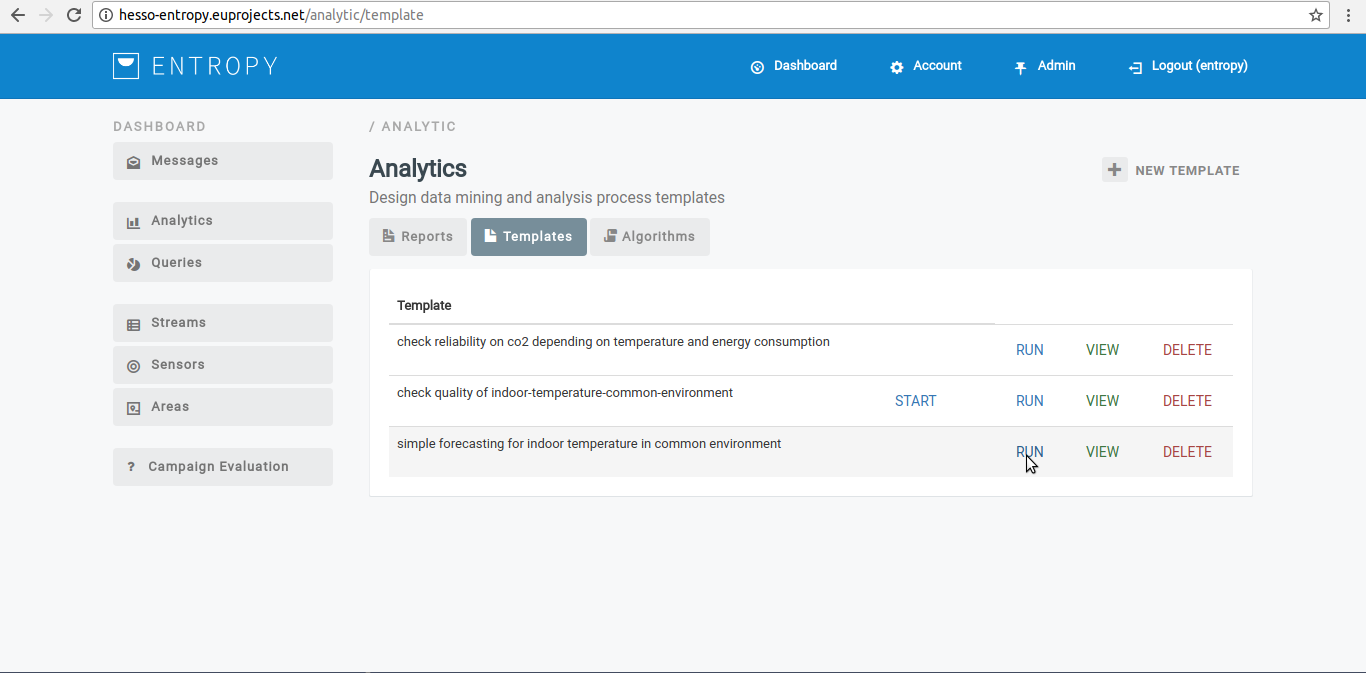 hesso-entropy.euprojects.net/analytic/template
ENTROPY
Dashboard Account Admin Logout (entropy)
DASHBOARD
Messages
Analytics
Queries
Streams
Sensors
Areas
? Campaign Evaluation
/ ANALYTIC
Analytics
NEW TEMPLATE
Design data mining and analysis process templates
Reports Templates Algorithms
Template
check reliability on co2 depending on temperature and energy consumption RUN VIEW DELETE
check quality of indoor-temperature-common-environment START RUN VIEW DELETE
simple forecasting for indoor temperature in common environment RUN VIEW DELETE